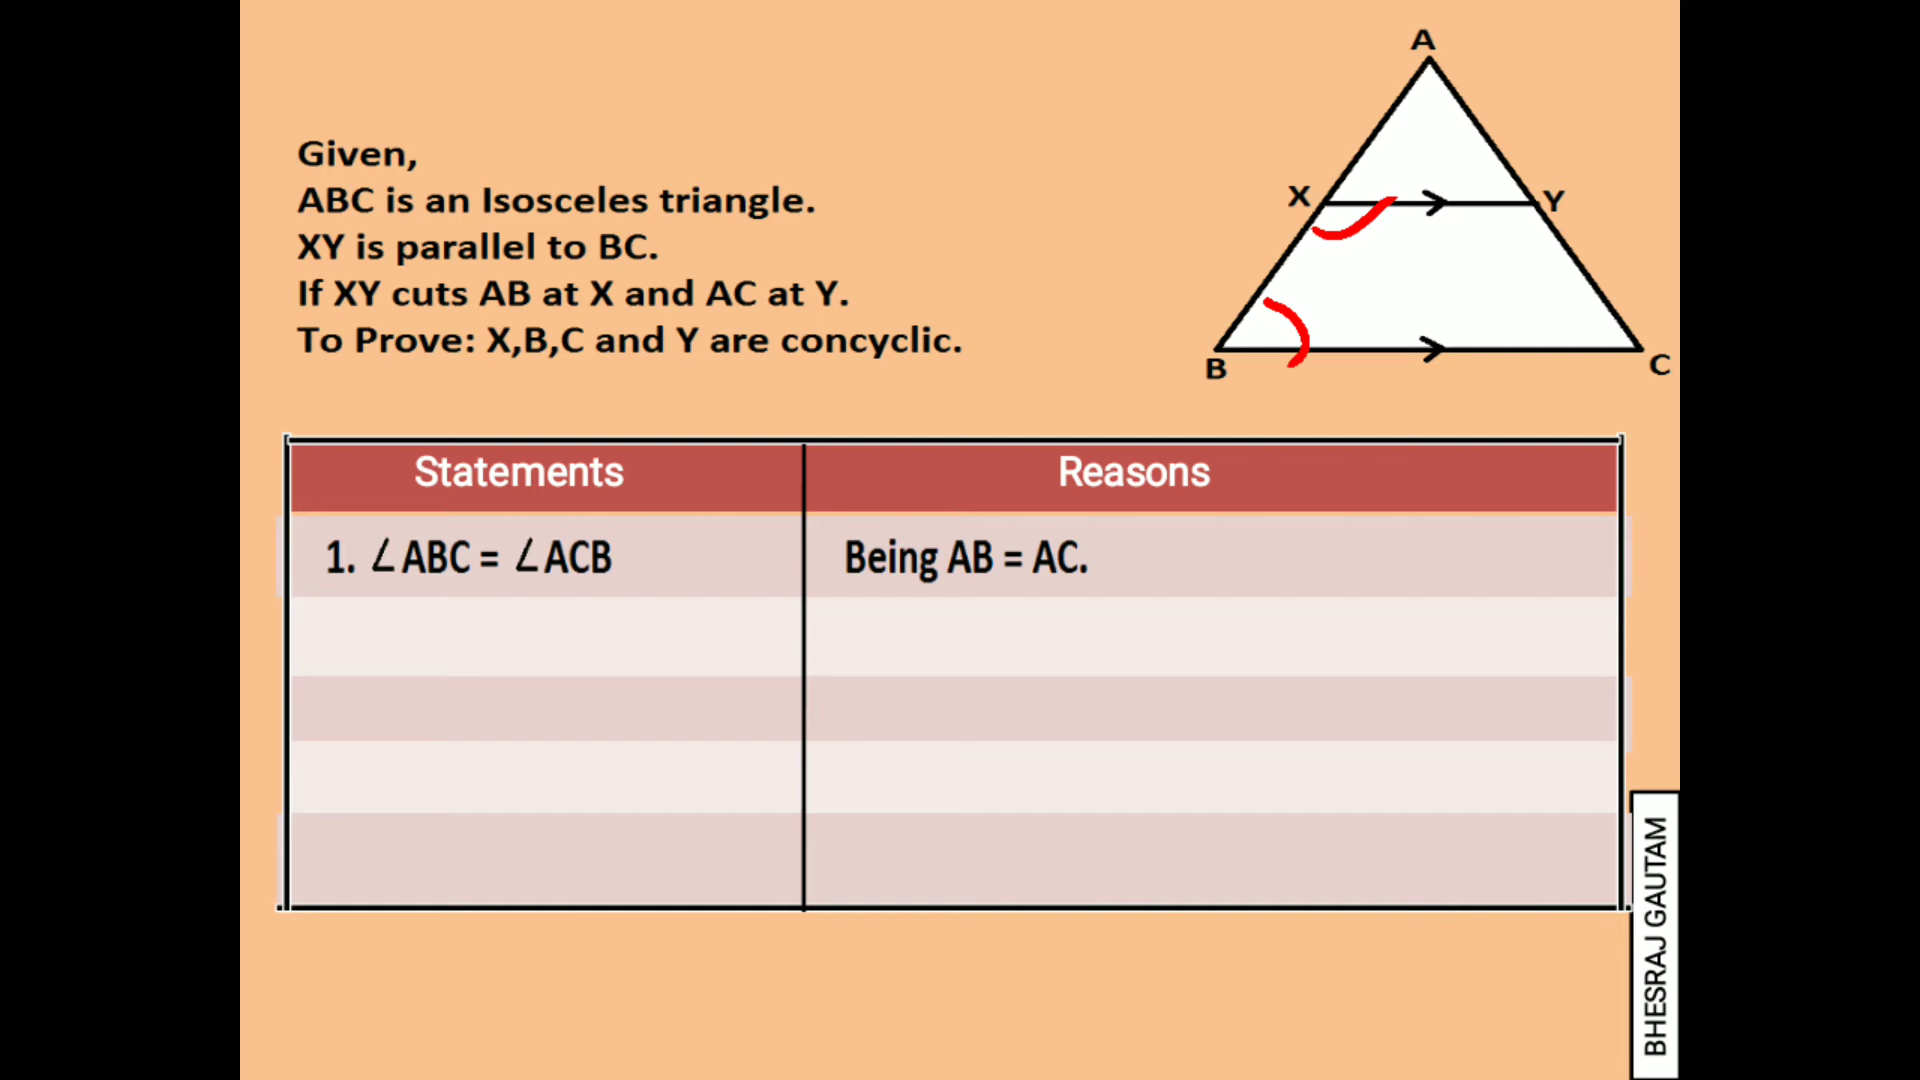 A
Given,
ABC is an Isosceles triangle.
X
Y
XY is parallel to BC.
If XY cuts AB at X and AC at Y.
To Prove: X,B,C and Y are concyclic.
B
C
Statements
Reasons
1. ∠ABC = ∠ACB
Being AB = AC.
BHESRAJ GAUTAM